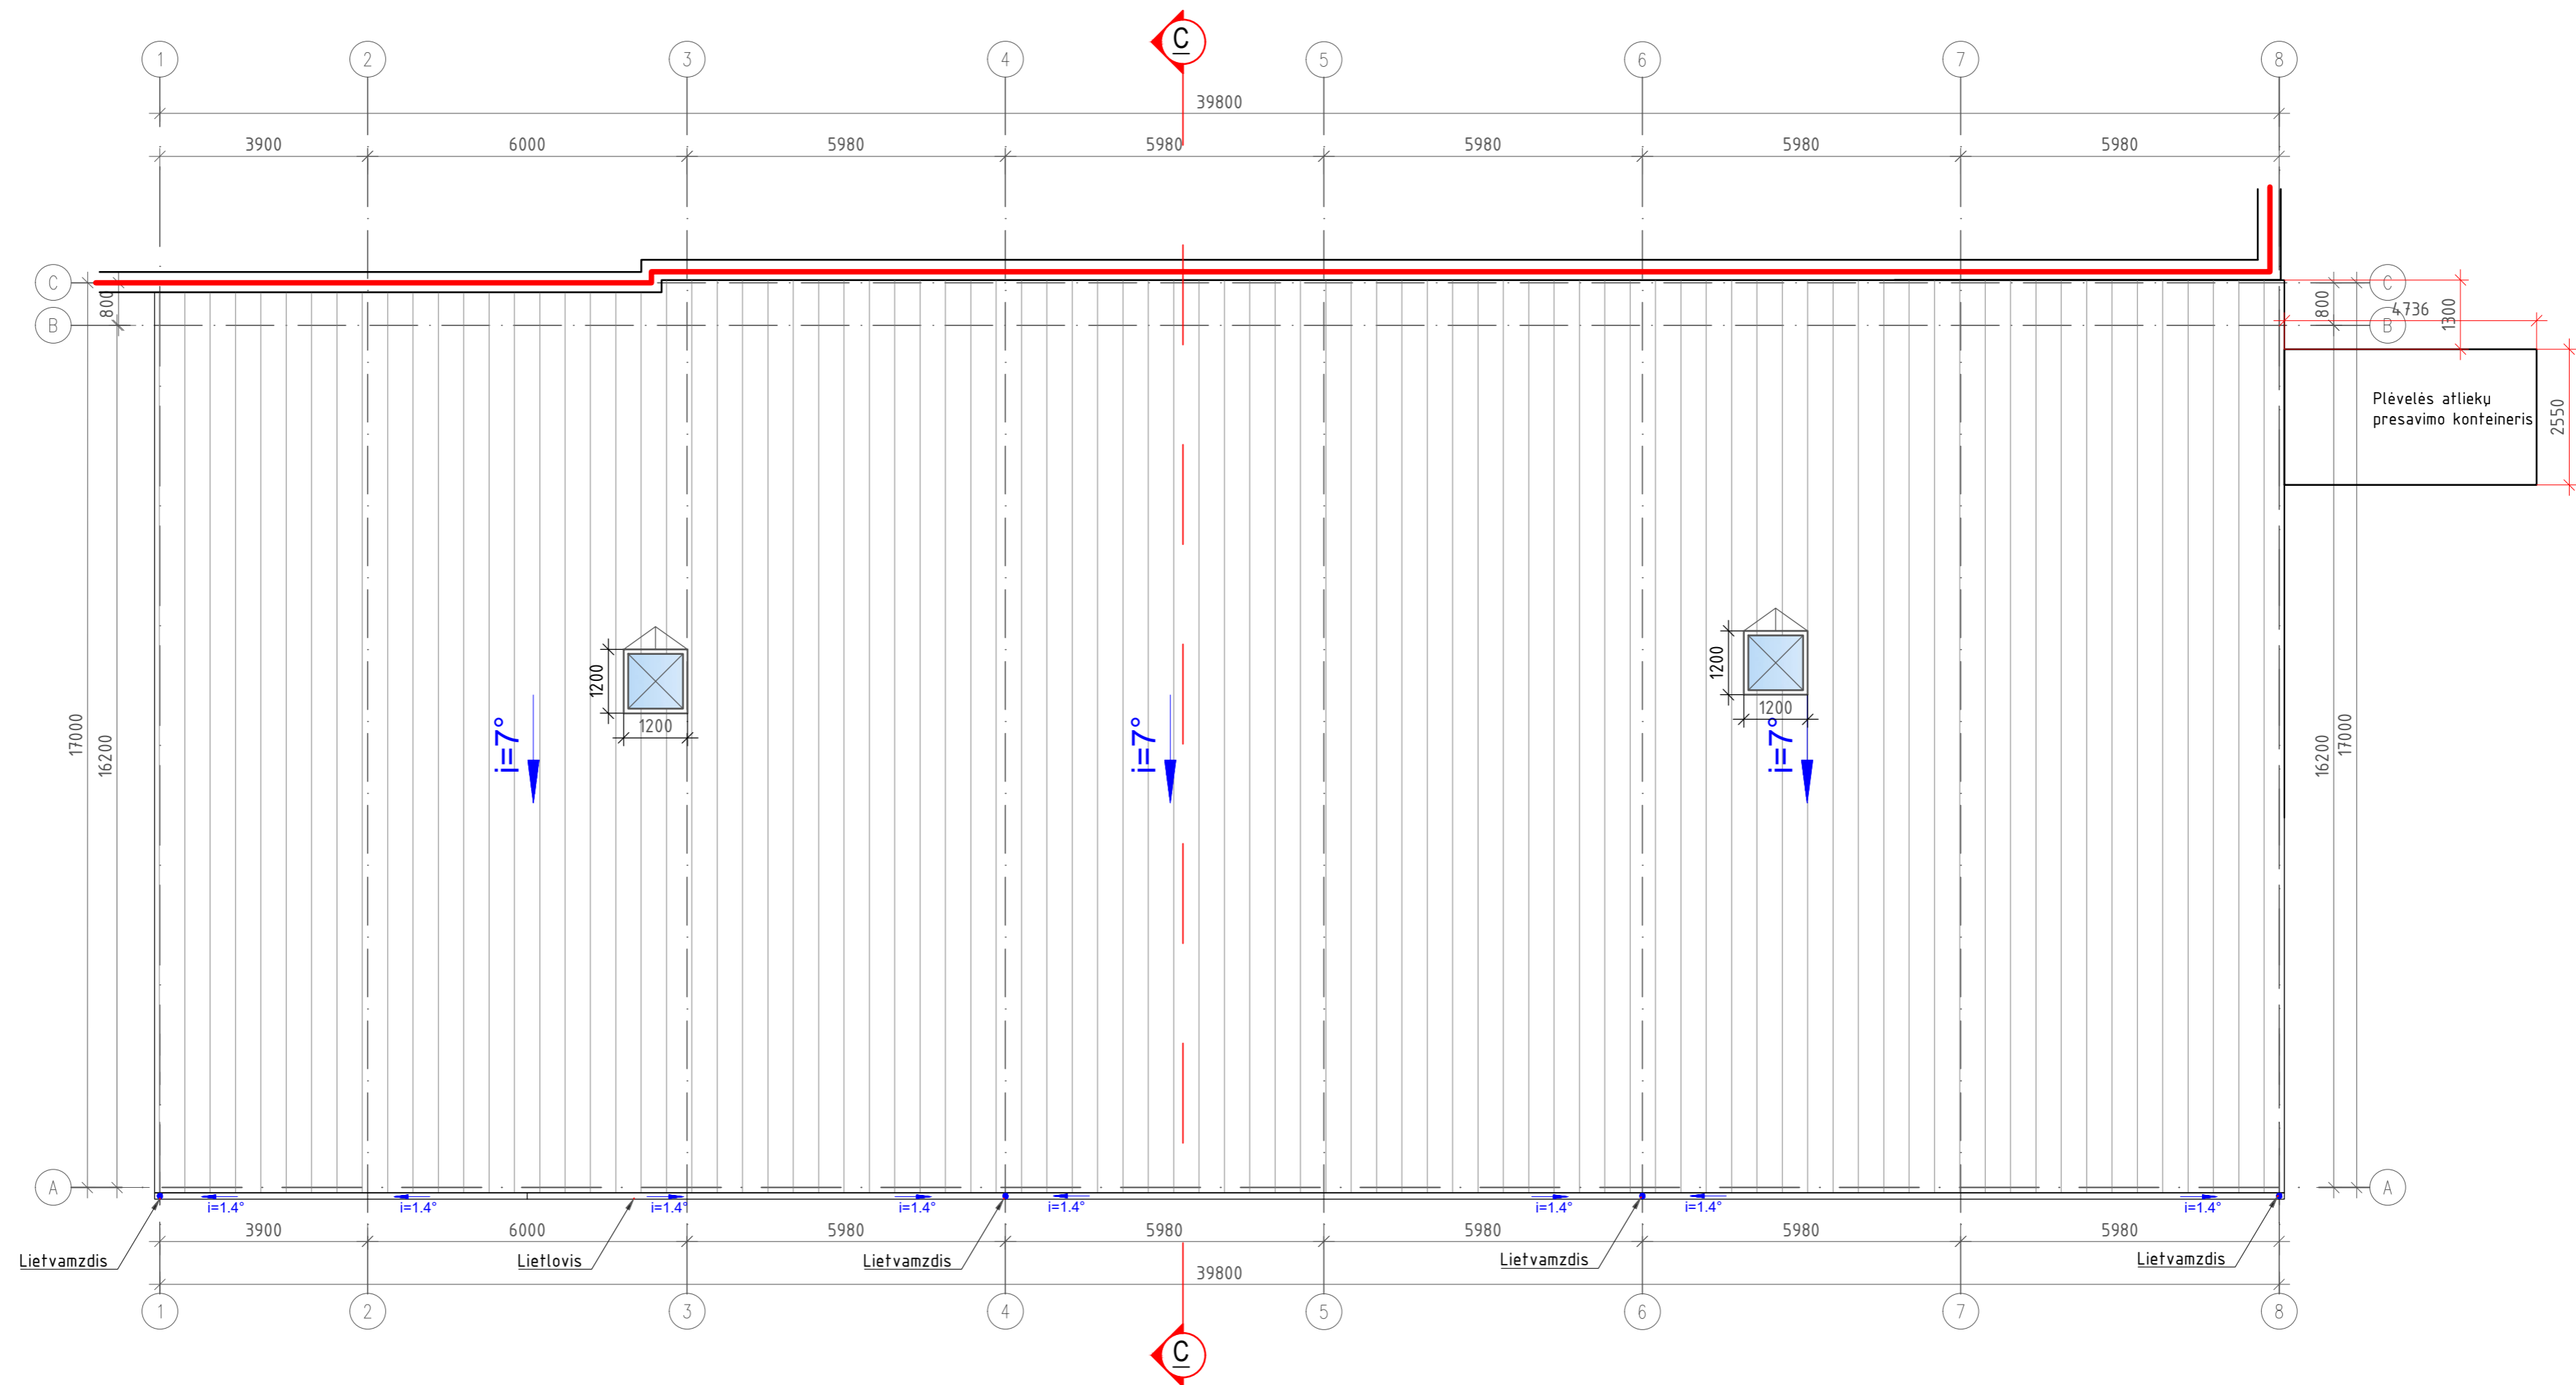 C
1 2 3 4 5 6 7 8
39800
3900 6000 5980 5980 5980 5980 5980
C
800
B
C
800
4736
1300
B
Plėvelės atliekų
presavimo konteineris
2550
1200
1200
1200
1200
i=7°
i=7°
i=7°
17000
16200
16200
17000
A
A
i=1.4° i=1.4° i=1.4° i=1.4° i=1.4° i=1.4° i=1.4° i=1.4°
3900 6000 5980 5980 5980 5980 5980
Lietvamzdis Lietlovis Lietvamzdis Lietvamzdis Lietvamzdis
39800
1 2 3 4 5 6 7 8
C